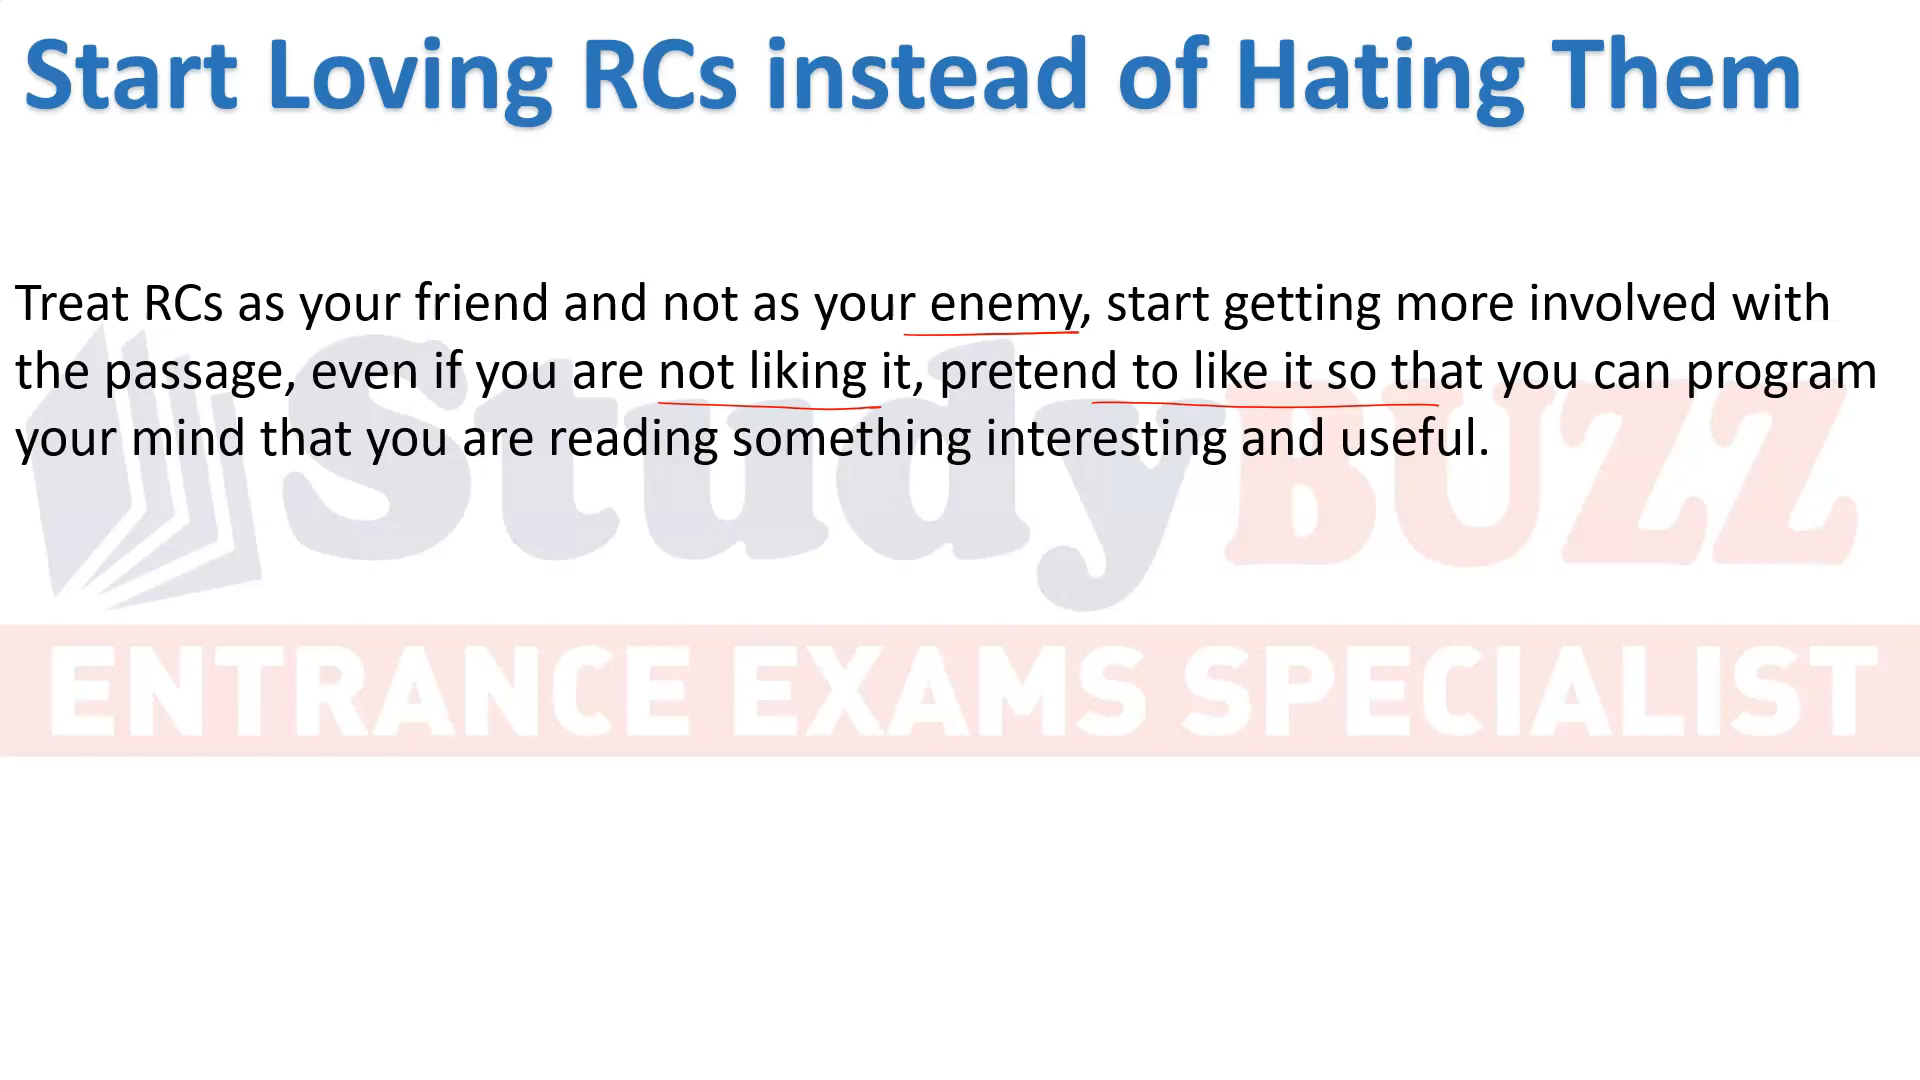 Start Loving RCs instead of Hating Them
Treat RCs as your friend and not as your enemy, start getting more involved with
the passage, even if you are not liking it, pretend to like it so that you can program
your mind that you are reading something interesting and useful.
StudyBUZZ
ENTRANCE EXAMS SPECIALIST